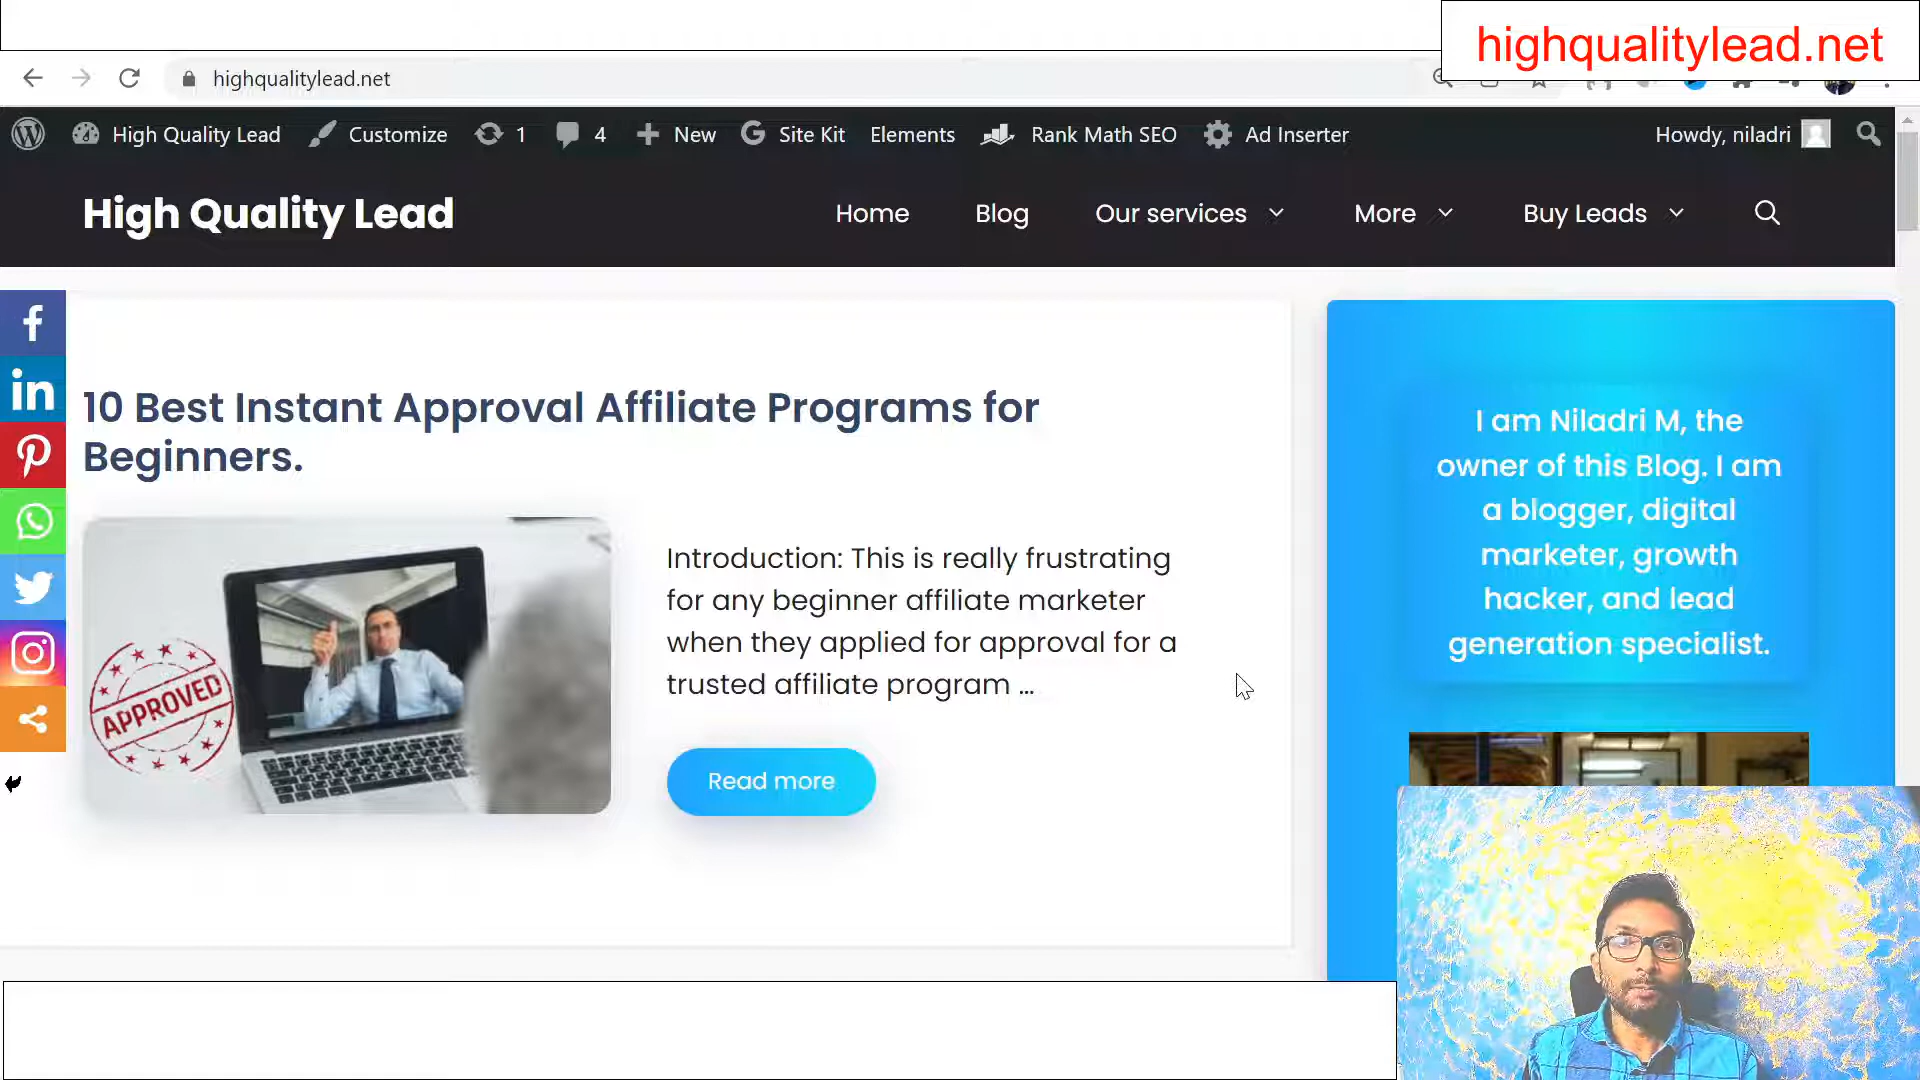 highqualitylead.net
highqualitylead.net
High Quality Lead
Customize
1
4
New
Site Kit
Elements
Rank Math SEO
Ad Inserter
Howdy, niladri
High Quality Lead
Home
Blog
Our services
More
Buy Leads
10 Best Instant Approval Affiliate Programs for
Beginners.
APPROVED
Introduction: This is really frustrating
for any beginner affiliate marketer
when they applied for approval for a
trusted affiliate program ...
Read more
I am Niladri M, the
owner of this Blog. I am
a blogger, digital
marketer, growth
hacker, and lead
generation specialist.